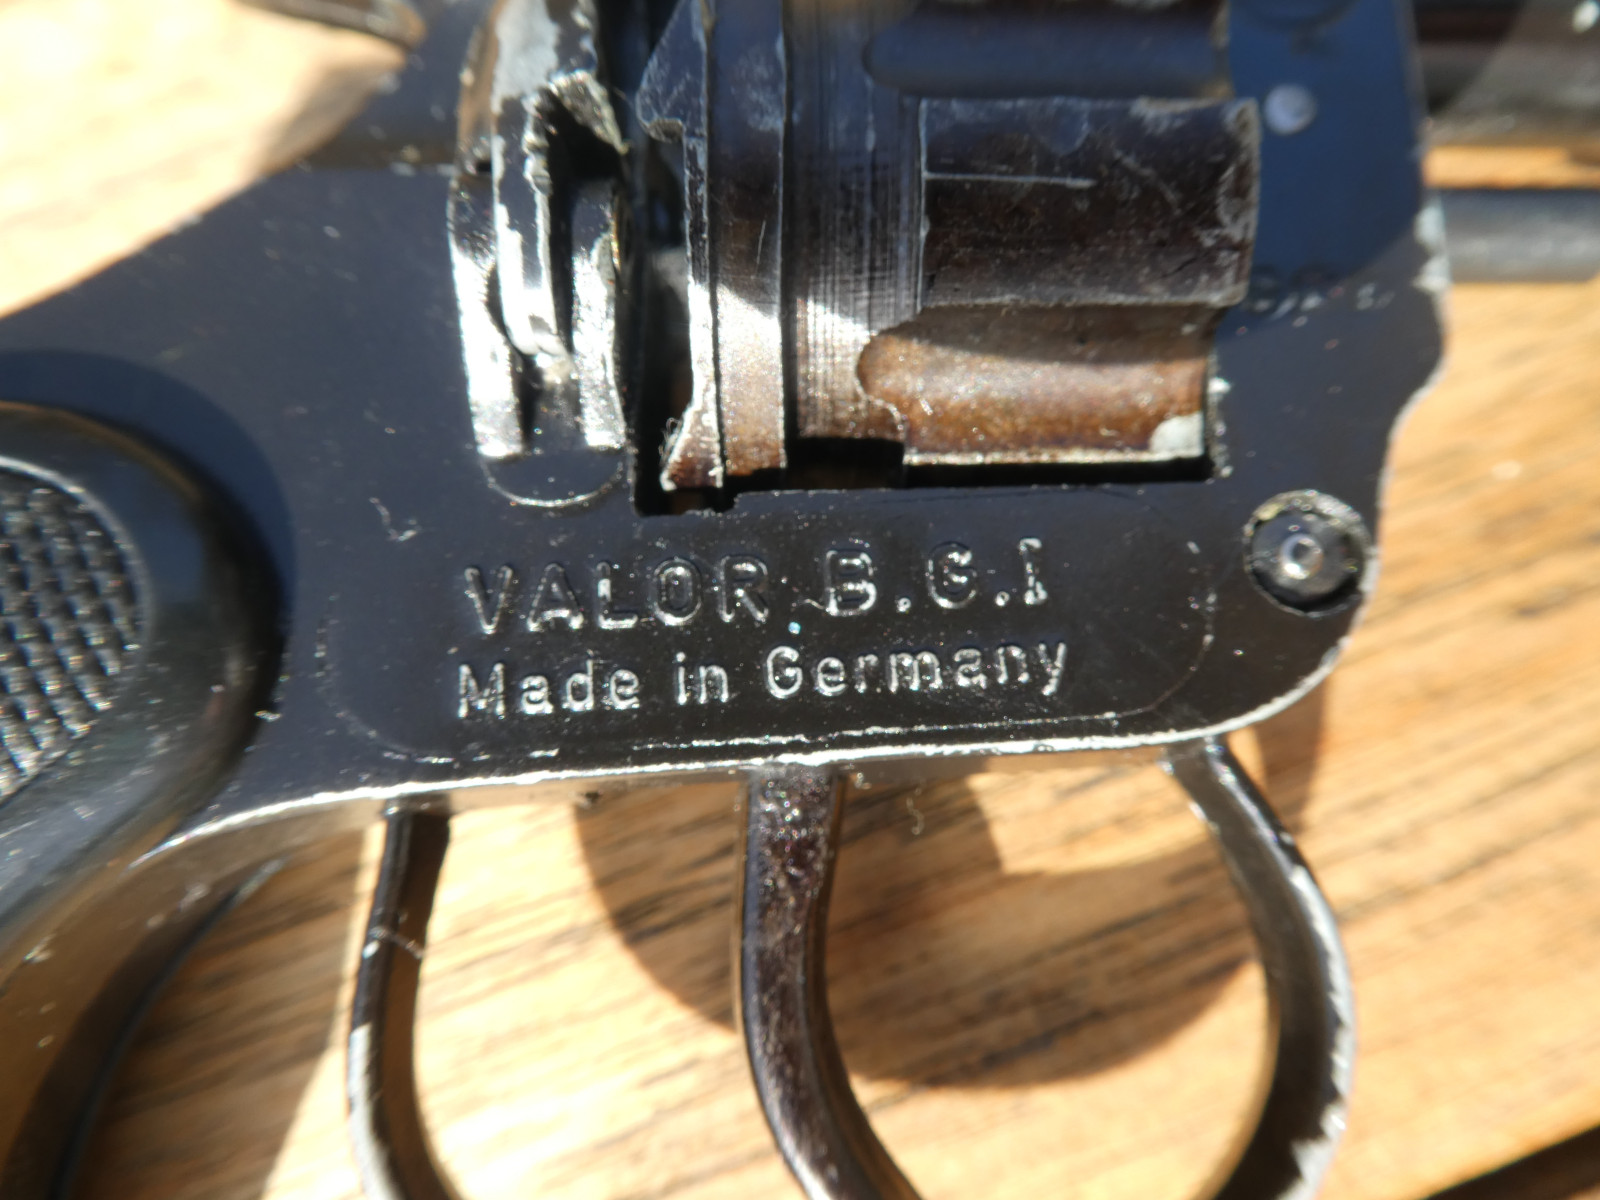 VALOR B.G.I
Made in Germany